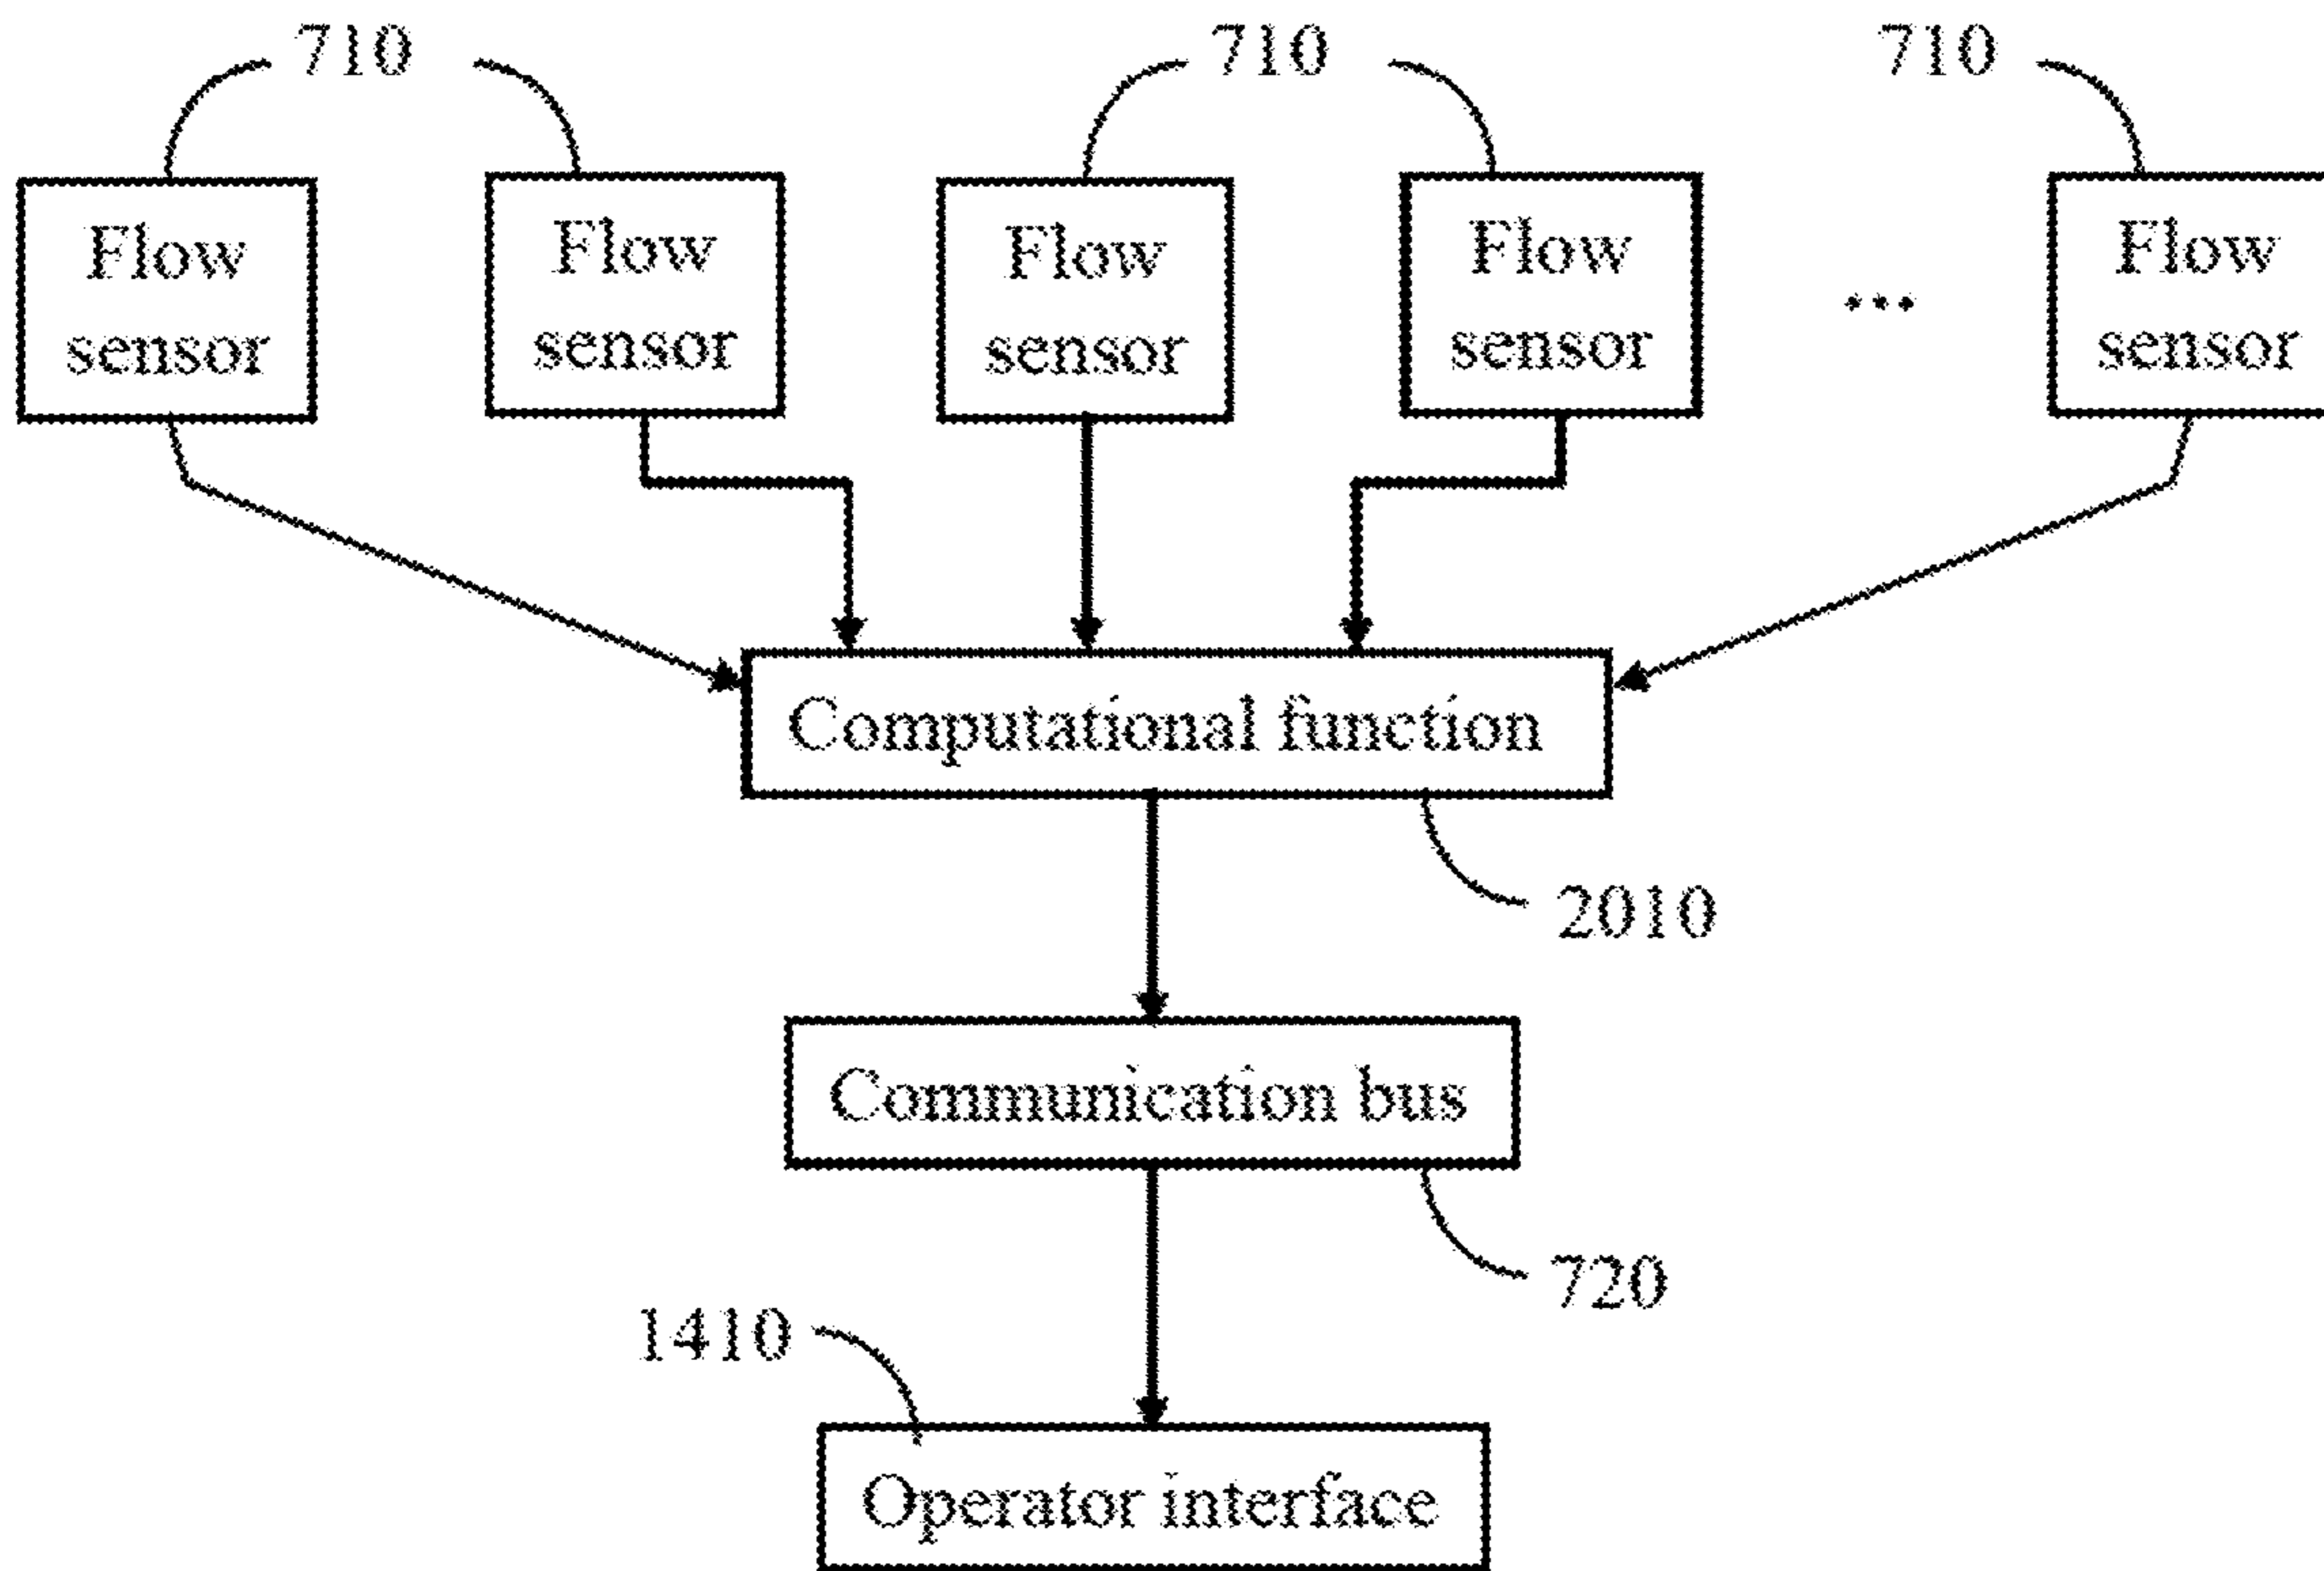 710
710
710
Flow
sensor
Flow
sensor
Flow
sensor
Flow
sensor
...
Flow
sensor
Computational function
2010
Communication bus
720
1410
Operator interface